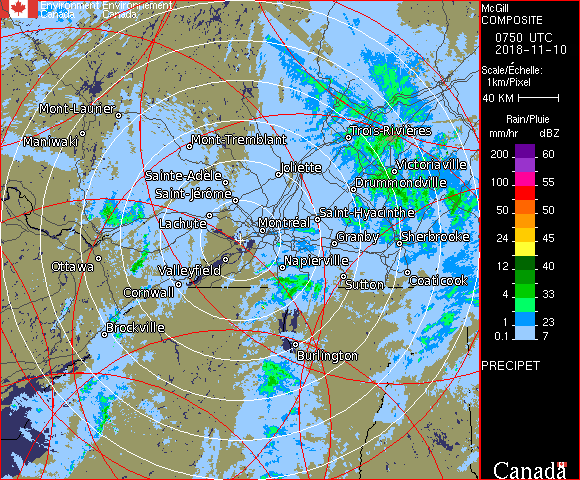 Environment Environnement
Canada Canada
McGill
COMPOSITE
0750 UTC
2018-11-10
Scale/Échelle:
1km/Pixel
40 KM
Rain/Pluie
mm/hr dBZ
200 60
100 55
50 50
24 45
12 40
4 33
1 23
0.1 7
PRECIPET
Canada
Mont-Laurier
Maniwaki
Mont-Tremblant
Trois-Rivières
Joliette
Victoriaville
Sainte-Adèle
Drummondville
Saint-Jérôme
Lachute
Saint-Hyacinthe
Montréal
Granby
Sherbrooke
Ottawa
Valleyfield
Napierville
Cornwall
Sutton
Coaticook
Brockville
Burlington